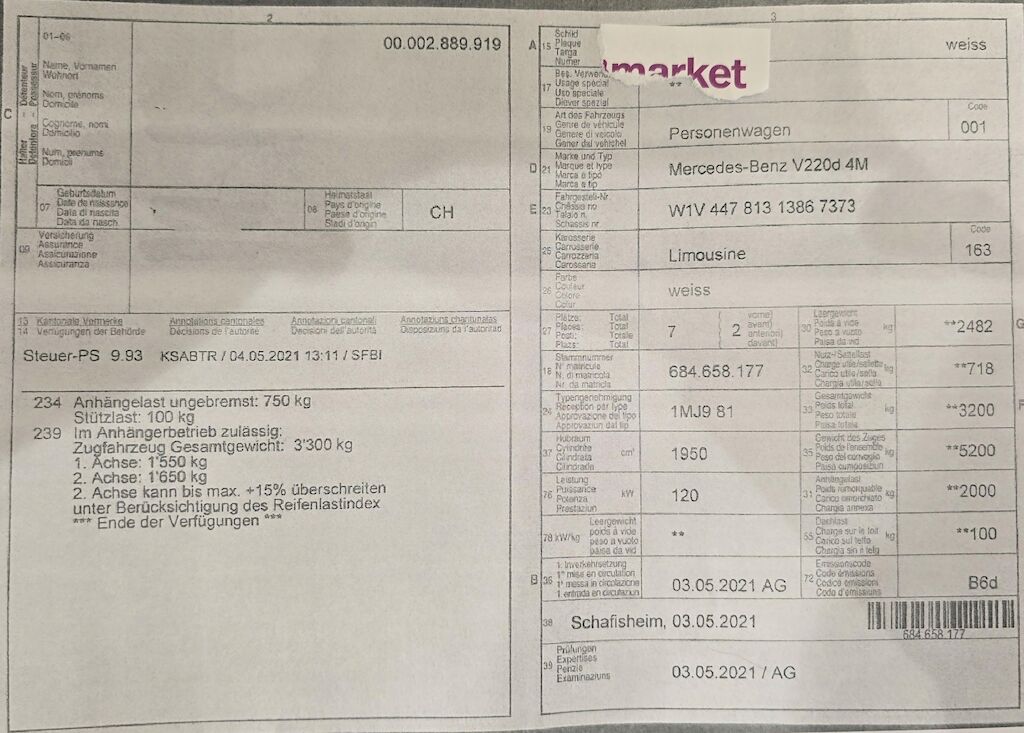 2
01–06
00.002.889.919
Name, Vornamen
Wohnort
Nom, prénoms
Domicile
Cognome, nomi
Domicilio
Num, prenums
Domicil
C
Halter – Détenteur
Detentere – Possessur
07
Geburtsdatum
Date de naissance
Data di nascita
Data da nasch.
08
Heimatstaat
Pays d'origine
Paese d'origine
Stadi d'origin
CH
09
Versicherung
Assurance
Assicurazione
Assicuranza
13 Kantonale Vermerke Annotations cantonales Annotazioni cantonali Annotaziuns chantunalas
14 Verfügungen der Behörde Décisions de l'autorité Decisioni dell'autorità Disposiziuns da l'autoritad
Steuer-PS 9.93 KSABTR / 04.05.2021 13:11 / SFBI
234 Anhängelast ungebremst: 750 kg
Stützlast: 100 kg
239 Im Anhängerbetrieb zulässig:
Zugfahrzeug Gesamtgewicht: 3'300 kg
1. Achse: 1'550 kg
2. Achse: 1'650 kg
2. Achse kann bis max. +15% überschreiten
unter Berücksichtigung des Reifenlastindex
*** Ende der Verfügungen ***
3
A 15
Schild
Plaque
Targa
Numer
market
weiss
17
Bes. Verwend
Usage spécial
Uso speciale
Diever spezial
**
19
Art des Fahrzeugs
Genre de véhicule
Genere di veicolo
Gener dal vehichel
Personenwagen
Code
001
D 21
Marke und Typ
Marque et type
Marca e tipo
Marca e tip
Mercedes-Benz V220d 4M
E 23
Fahrgestell-Nr.
Châssis no
Telaio n.
Schassis nr.
W1V 447 813 1386 7373
25
Karosserie
Carrosserie
Carrozzeria
Carossaria
Limousine
Code
163
26
Farbe
Couleur
Colore
Colur
weiss
27
Plätze: Total
Places: Total
Posti: Totale
Plazs: Total
7
( vorne)
2 avant)
( anteriori)
davant)
30
Leergewicht
Poids à vide
Peso a vuoto
Paisa da vid
kg
**2482
G
18
Stammnummer
N° matricule
N. di matricola
Nr. da matricla
684.658.177
32
Nutz-/Sattellast
Charge utile/sellette
Carico utile/sella
Chargia utila/sella
kg
**718
24
Typengenehmigung
Réception par type
Approvazione del tipo
Approvaziun dal tip
1MJ9 81
33
Gesamtgewicht
Poids total
Peso totale
Paisa totala
kg
**3200
F
37
Hubraum
Cylindrée
Cilindrata
Cilindrada
cm³
1950
35
Gewicht des Zuges
Poids de l'ensemble
Peso del convoglio
Paisa cumposiziun
kg
**5200
76
Leistung
Puissance
Potenza
Prestaziun
kW
120
31
Anhängelast
Poids remorquable
Carico rimorchiato
Chargia annexa
kg
**2000
78 kW/kg
Leergewicht
poids à vide
peso a vuoto
paisa da vid
**
55
Dachlast
Charge sur le toit
Carico sul tetto
Chargia sin il tetg
kg
**100
B 36
1. Inverkehrsetzung
1re mise en circulation
1a messa in circolazione
1. entrada en circulaziun
03.05.2021 AG
72
Emissionscode
Code émissions
Codice emissioni
Code d'emissiuns
B6d
38
Schafisheim, 03.05.2021
684.658.177
39
Prüfungen
Expertises
Perizie
Examinaziuns
03.05.2021 / AG